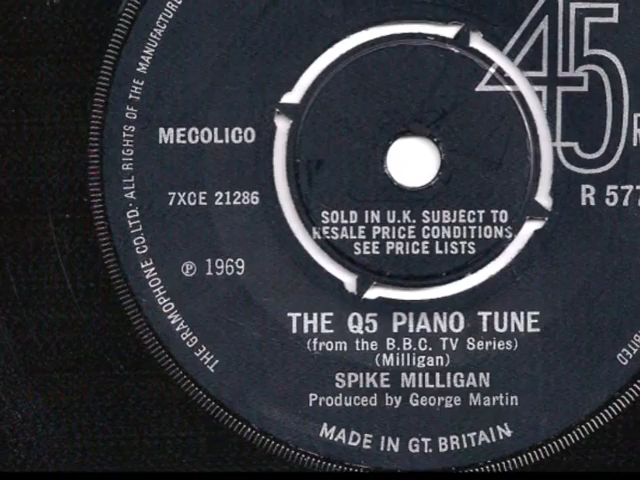 45
MECOLICO
7XCE 21286
R 577
SOLD IN U.K. SUBJECT TO
RESALE PRICE CONDITIONS,
SEE PRICE LISTS
℗ 1969
THE Q5 PIANO TUNE
(from the B.B.C. TV Series)
(Milligan)
SPIKE MILLIGAN
Produced by George Martin
MADE IN GT. BRITAIN
THE GRAMOPHONE CO. LTD. ALL RIGHTS OF THE MANUFACTURE